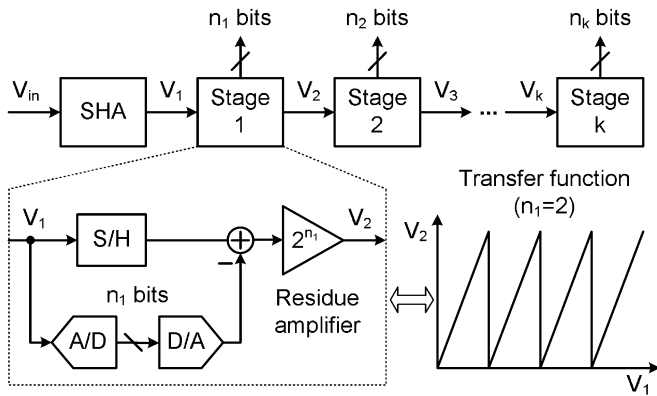 n₁ bits
n₂ bits
nₖ bits
Vin
SHA
V₁
Stage
1
V₂
Stage
2
V₃
...
Vₖ
Stage
k
V₁
S/H
+
−
2ⁿ¹
V₂
n₁ bits
A/D
D/A
Residue
amplifier
Transfer function
(n₁=2)
V₂
V₁